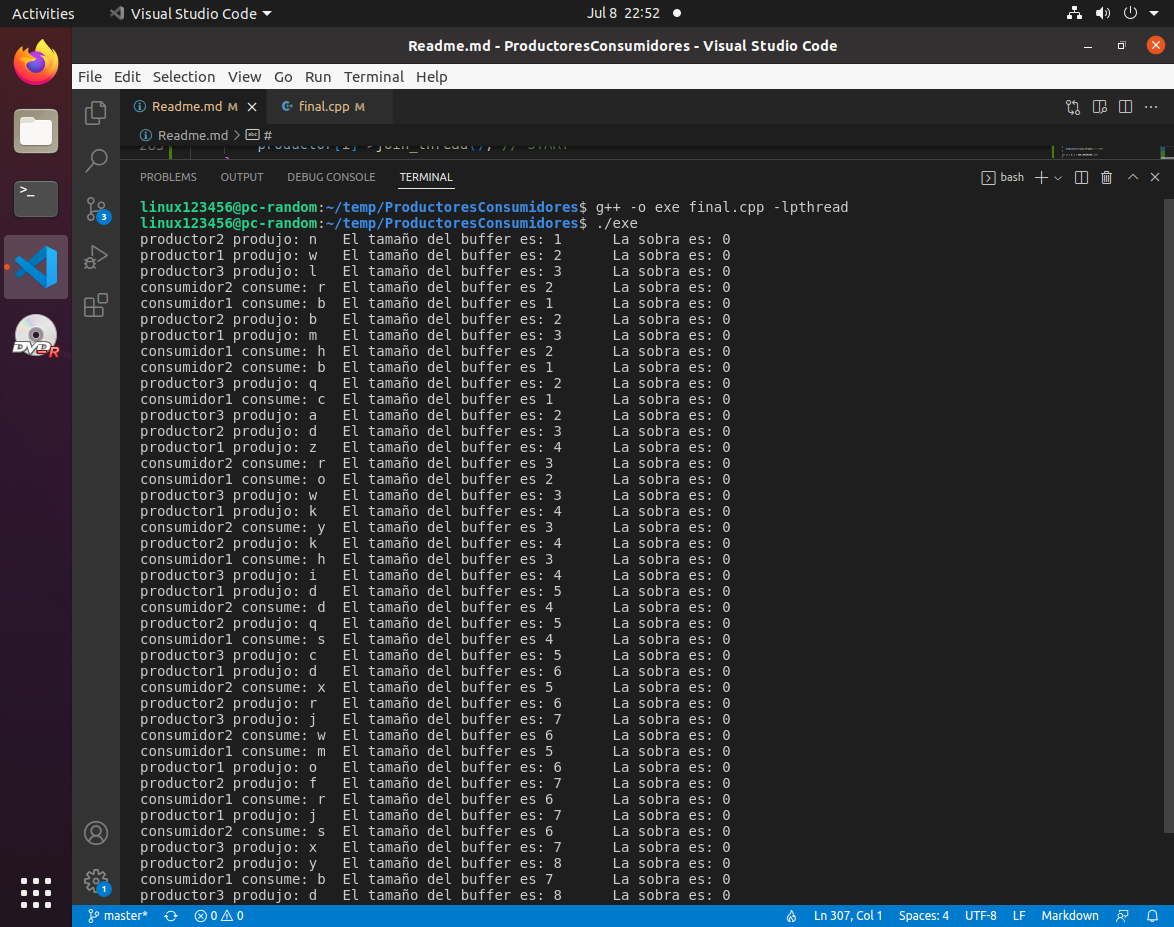 Activities Visual Studio Code Jul 8 22:52
Readme.md - ProductoresConsumidores - Visual Studio Code
File Edit Selection View Go Run Terminal Help
Readme.md M final.cpp M
Readme.md > #
PROBLEMS OUTPUT DEBUG CONSOLE TERMINAL bash
linux123456@pc-random:~/temp/ProductoresConsumidores$ g++ -o exe final.cpp -lpthread
linux123456@pc-random:~/temp/ProductoresConsumidores$ ./exe
productor2 produjo: n El tamaño del buffer es: 1 La sobra es: 0
productor1 produjo: w El tamaño del buffer es: 2 La sobra es: 0
productor3 produjo: l El tamaño del buffer es: 3 La sobra es: 0
consumidor2 consume: r El tamaño del buffer es 2 La sobra es: 0
consumidor1 consume: b El tamaño del buffer es 1 La sobra es: 0
productor2 produjo: b El tamaño del buffer es: 2 La sobra es: 0
productor1 produjo: m El tamaño del buffer es: 3 La sobra es: 0
consumidor1 consume: h El tamaño del buffer es 2 La sobra es: 0
consumidor2 consume: b El tamaño del buffer es 1 La sobra es: 0
productor3 produjo: q El tamaño del buffer es: 2 La sobra es: 0
consumidor1 consume: c El tamaño del buffer es 1 La sobra es: 0
productor3 produjo: a El tamaño del buffer es: 2 La sobra es: 0
productor2 produjo: d El tamaño del buffer es: 3 La sobra es: 0
productor1 produjo: z El tamaño del buffer es: 4 La sobra es: 0
consumidor2 consume: r El tamaño del buffer es 3 La sobra es: 0
consumidor1 consume: o El tamaño del buffer es 2 La sobra es: 0
productor3 produjo: w El tamaño del buffer es: 3 La sobra es: 0
productor1 produjo: k El tamaño del buffer es: 4 La sobra es: 0
consumidor2 consume: y El tamaño del buffer es 3 La sobra es: 0
productor2 produjo: k El tamaño del buffer es: 4 La sobra es: 0
consumidor1 consume: h El tamaño del buffer es 3 La sobra es: 0
productor3 produjo: i El tamaño del buffer es: 4 La sobra es: 0
productor1 produjo: d El tamaño del buffer es: 5 La sobra es: 0
consumidor2 consume: d El tamaño del buffer es 4 La sobra es: 0
productor2 produjo: q El tamaño del buffer es: 5 La sobra es: 0
consumidor1 consume: s El tamaño del buffer es 4 La sobra es: 0
productor3 produjo: c El tamaño del buffer es: 5 La sobra es: 0
productor1 produjo: d El tamaño del buffer es: 6 La sobra es: 0
consumidor2 consume: x El tamaño del buffer es 5 La sobra es: 0
productor2 produjo: r El tamaño del buffer es: 6 La sobra es: 0
productor3 produjo: j El tamaño del buffer es: 7 La sobra es: 0
consumidor2 consume: w El tamaño del buffer es 6 La sobra es: 0
consumidor1 consume: m El tamaño del buffer es 5 La sobra es: 0
productor1 produjo: o El tamaño del buffer es: 6 La sobra es: 0
productor2 produjo: f El tamaño del buffer es: 7 La sobra es: 0
consumidor1 consume: r El tamaño del buffer es 6 La sobra es: 0
productor1 produjo: j El tamaño del buffer es: 7 La sobra es: 0
consumidor2 consume: s El tamaño del buffer es 6 La sobra es: 0
productor3 produjo: x El tamaño del buffer es: 7 La sobra es: 0
productor2 produjo: y El tamaño del buffer es: 8 La sobra es: 0
consumidor1 consume: b El tamaño del buffer es 7 La sobra es: 0
productor3 produjo: d El tamaño del buffer es: 8 La sobra es: 0
3
1
DVD-R
master* 0 0 Ln 307, Col 1 Spaces: 4 UTF-8 LF Markdown